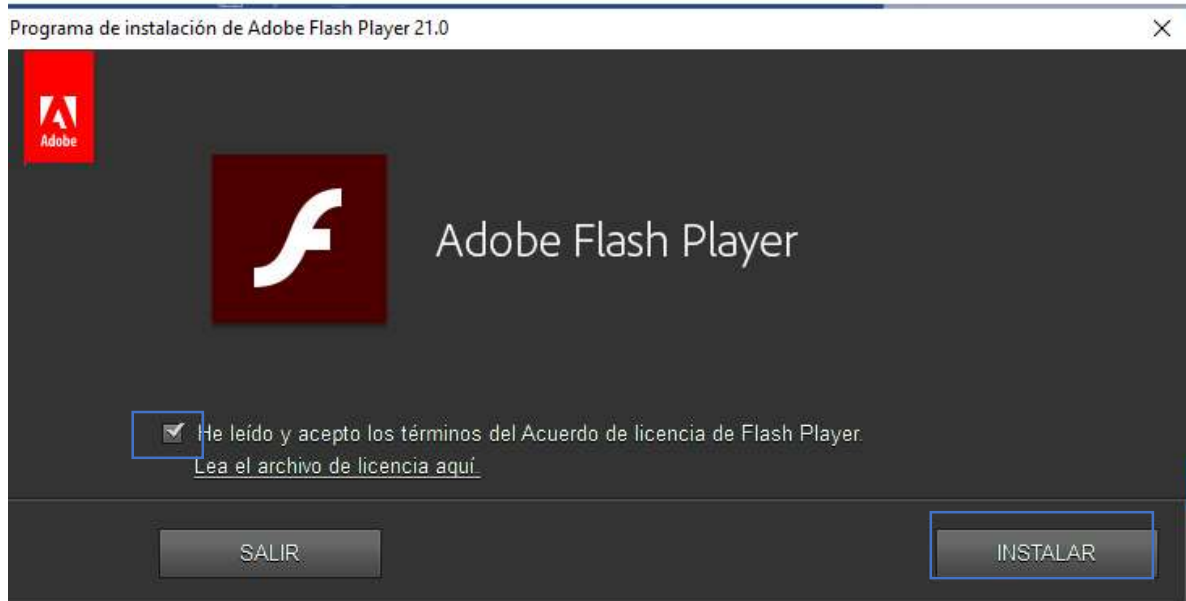 Programa de instalación de Adobe Flash Player 21.0
Adobe
Adobe Flash Player
He leído y acepto los términos del Acuerdo de licencia de Flash Player.
Lea el archivo de licencia aquí.
SALIR
INSTALAR